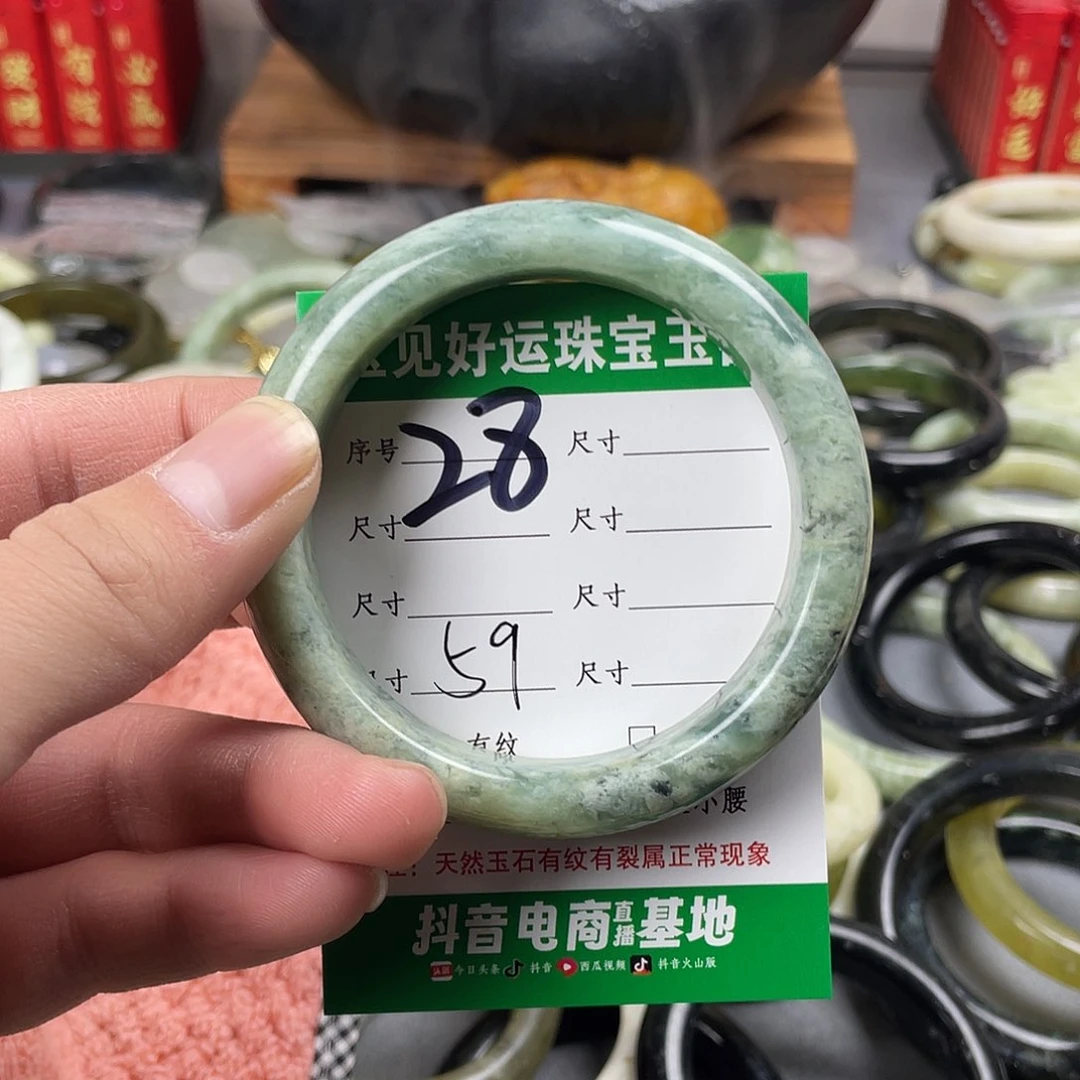 见好运珠宝玉
序号 28 尺寸
尺寸 尺寸
尺寸 尺寸
尺寸 59 尺寸
有纹 □
小腰
天然玉石有纹有裂属正常现象
抖音电商直播基地
今日头条 抖音 西瓜视频 抖音火山版
好运